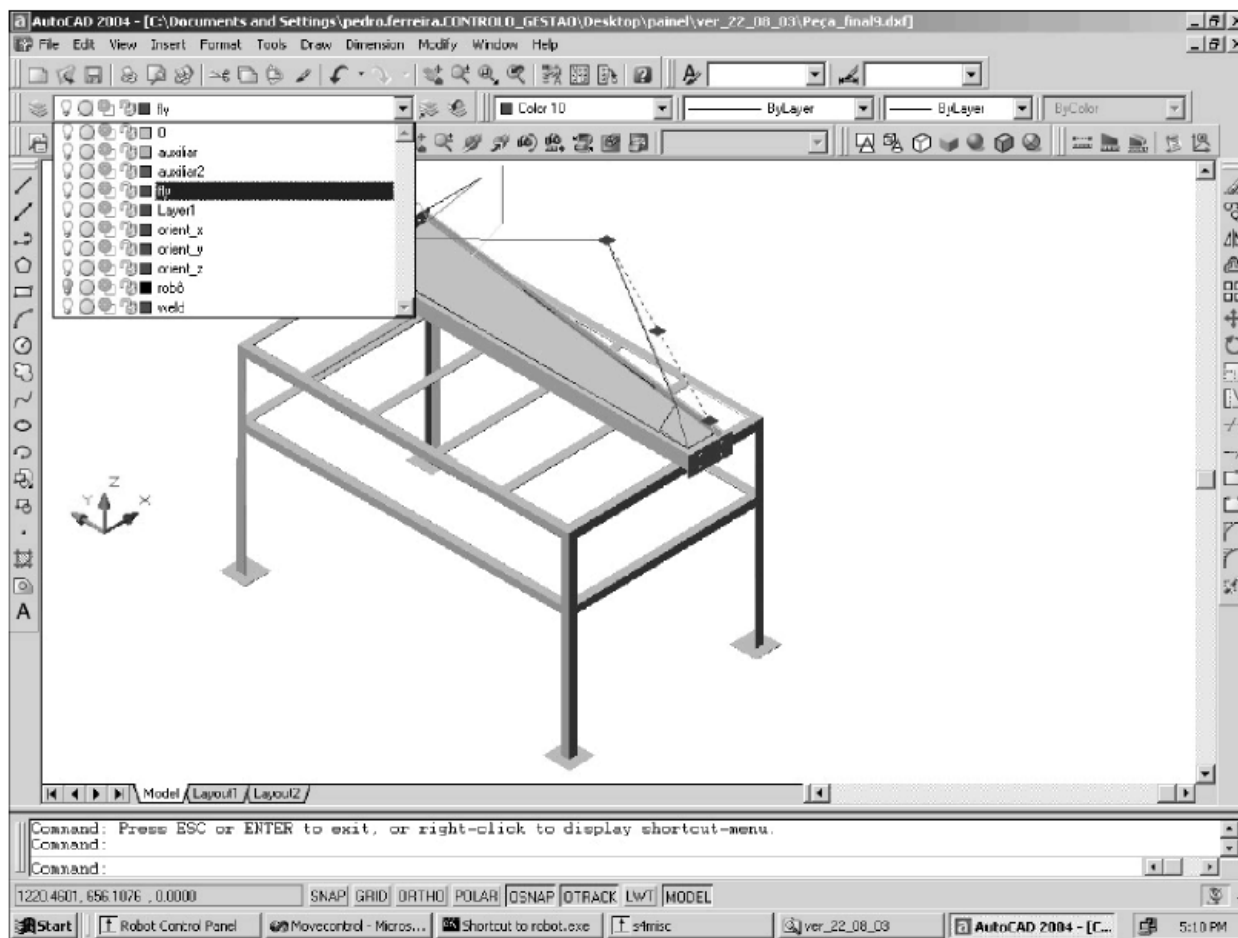 AutoCAD 2004 - [C:\Documents and Settings\pedro.ferreira.CONTROLO_GESTAO\Desktop\painel\ver_22_08_03\Peça_final9.dxf]
File Edit View Insert Format Tools Draw Dimension Modify Window Help
fly Color 10 ByLayer ByLayer ByColor
0
auxiliar
auxiliar2
fly
Layer1
orient_x
orient_y
orient_z
robô
weld
Z
Y X
A
Model Layout1 Layout2
Command: Press ESC or ENTER to exit, or right-click to display shortcut-menu.
Command:
Command:
1220.4601, 656.1076 , 0.0000 SNAP GRID ORTHO POLAR OSNAP OTRACK LWT MODEL
Start Robot Control Panel Movecontrol - Micros... Shortcut to robot.exe s4misc ver_22_08_03 AutoCAD 2004 - [C... 5:10 PM